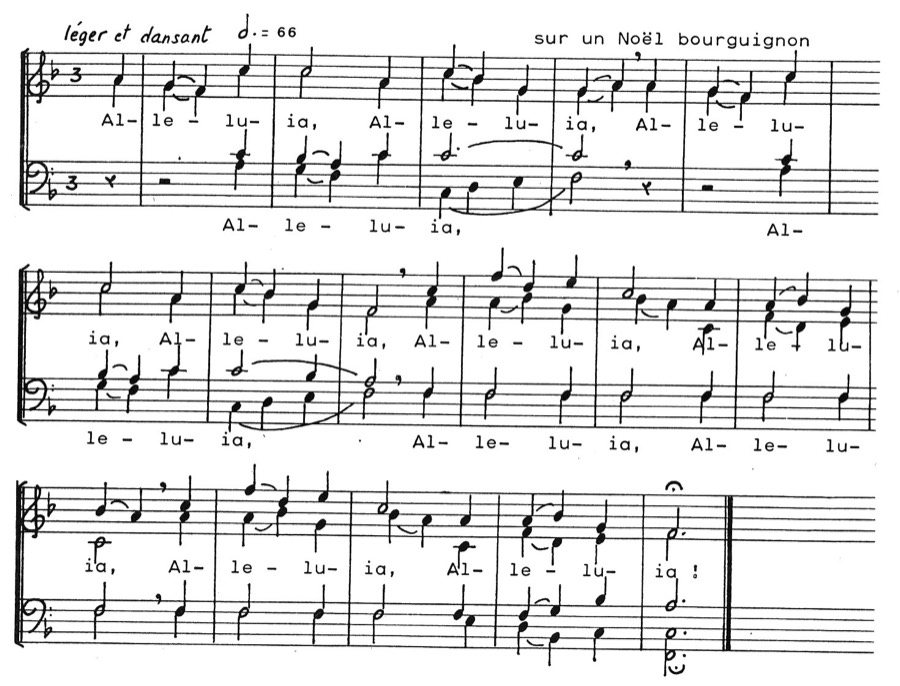 léger et dansant 𝅗𝅥. = 66
sur un Noël bourguignon
3
Al- le - lu- ia, Al- le - lu- ia, Al- le - lu-
3
Al- le - lu- ia, Al-
ia, Al- le - lu- ia, Al- le - lu- ia, Al- le - lu-
le - lu- ia, Al- le- lu- ia, Al- le- lu-
ia, Al- le - lu- ia, Al- le - lu- ia !